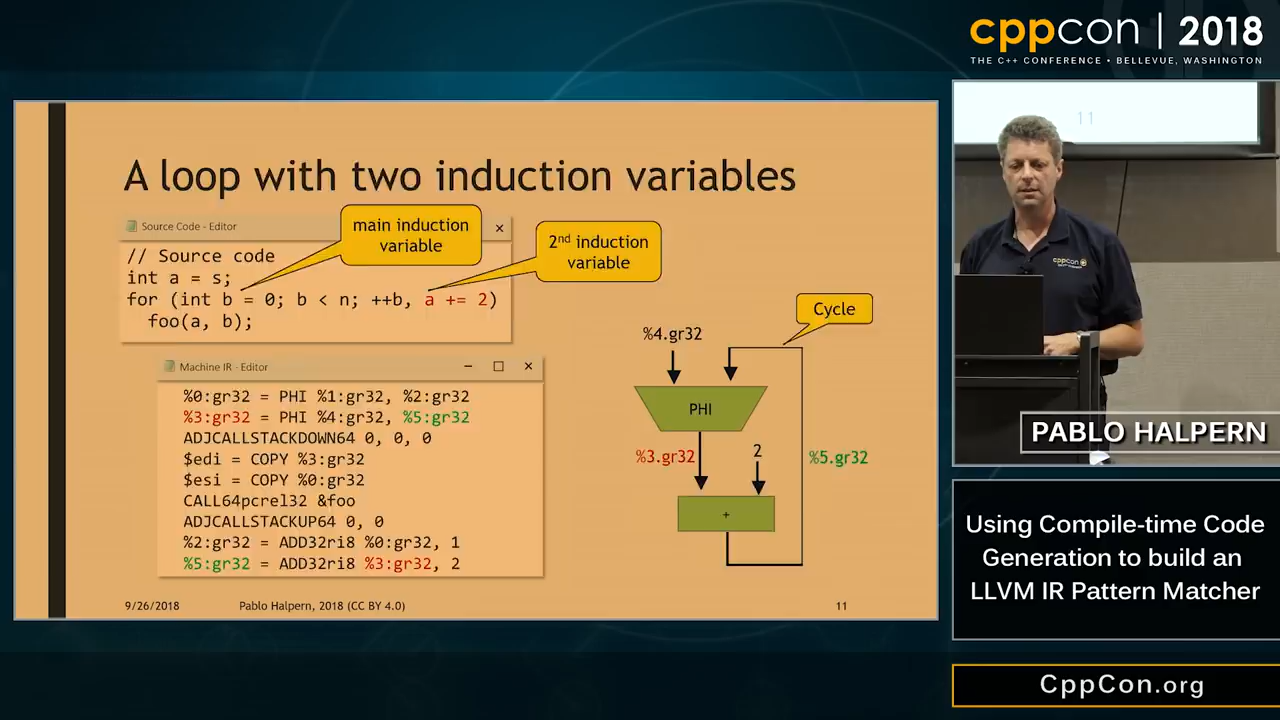 cppcon | 2018
THE C++ CONFERENCE • BELLEVUE, WASHINGTON
A loop with two induction variables
Source Code - Editor
main induction
variable
2nd induction
variable
// Source code
int a = s;
for (int b = 0; b < n; ++b, a += 2)
foo(a, b);
Machine IR - Editor
%0:gr32 = PHI %1:gr32, %2:gr32
%3:gr32 = PHI %4:gr32, %5:gr32
ADJCALLSTACKDOWN64 0, 0, 0
$edi = COPY %3:gr32
$esi = COPY %0:gr32
CALL64pcrel32 &foo
ADJCALLSTACKUP64 0, 0
%2:gr32 = ADD32ri8 %0:gr32, 1
%5:gr32 = ADD32ri8 %3:gr32, 2
Cycle
%4.gr32
PHI
%3.gr32
2
%5.gr32
+
9/26/2018
Pablo Halpern, 2018 (CC BY 4.0)
11
11
cppcon
PABLO HALPERN
Using Compile-time Code
Generation to build an
LLVM IR Pattern Matcher
CppCon.org